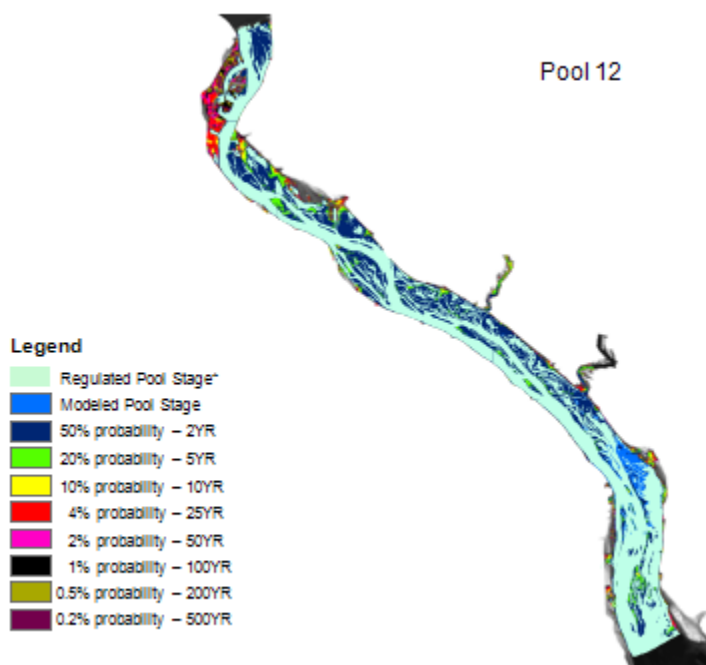 Pool 12
Legend
Regulated Pool Stage*
Modeled Pool Stage
50% probability – 2YR
20% probability – 5YR
10% probability – 10YR
4% probability – 25YR
2% probability – 50YR
1% probability – 100YR
0.5% probability – 200YR
0.2% probability – 500YR